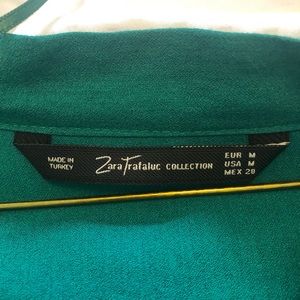 MADE IN
TURKEY
Zara Trafaluc COLLECTION
EUR M
USA M
MEX 28